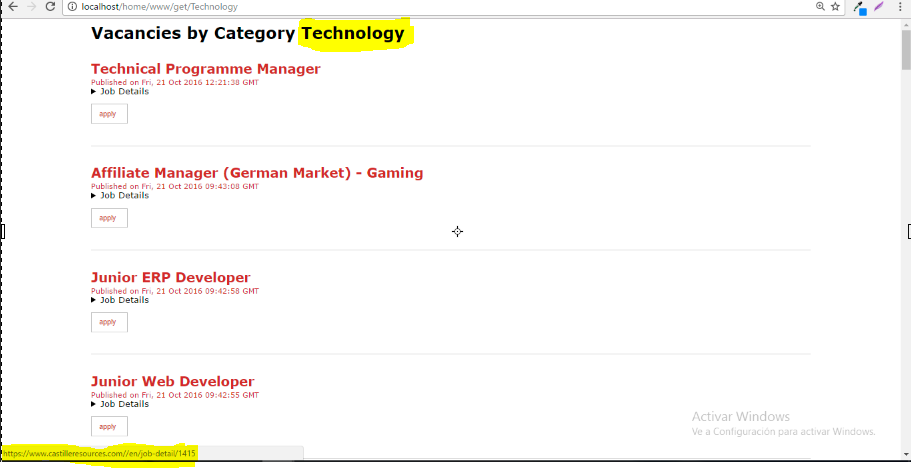 localhost/home/www/get/Technology
Vacancies by Category Technology
Technical Programme Manager
Published on Fri, 21 Oct 2016 12:21:38 GMT
Job Details
apply
Affiliate Manager (German Market) - Gaming
Published on Fri, 21 Oct 2016 09:43:08 GMT
Job Details
apply
Junior ERP Developer
Published on Fri, 21 Oct 2016 09:42:58 GMT
Job Details
apply
Junior Web Developer
Published on Fri, 21 Oct 2016 09:42:55 GMT
Job Details
apply
Activar Windows
Ve a Configuración para activar Windows.
https://www.castilleresources.com//en/job-detail/1415